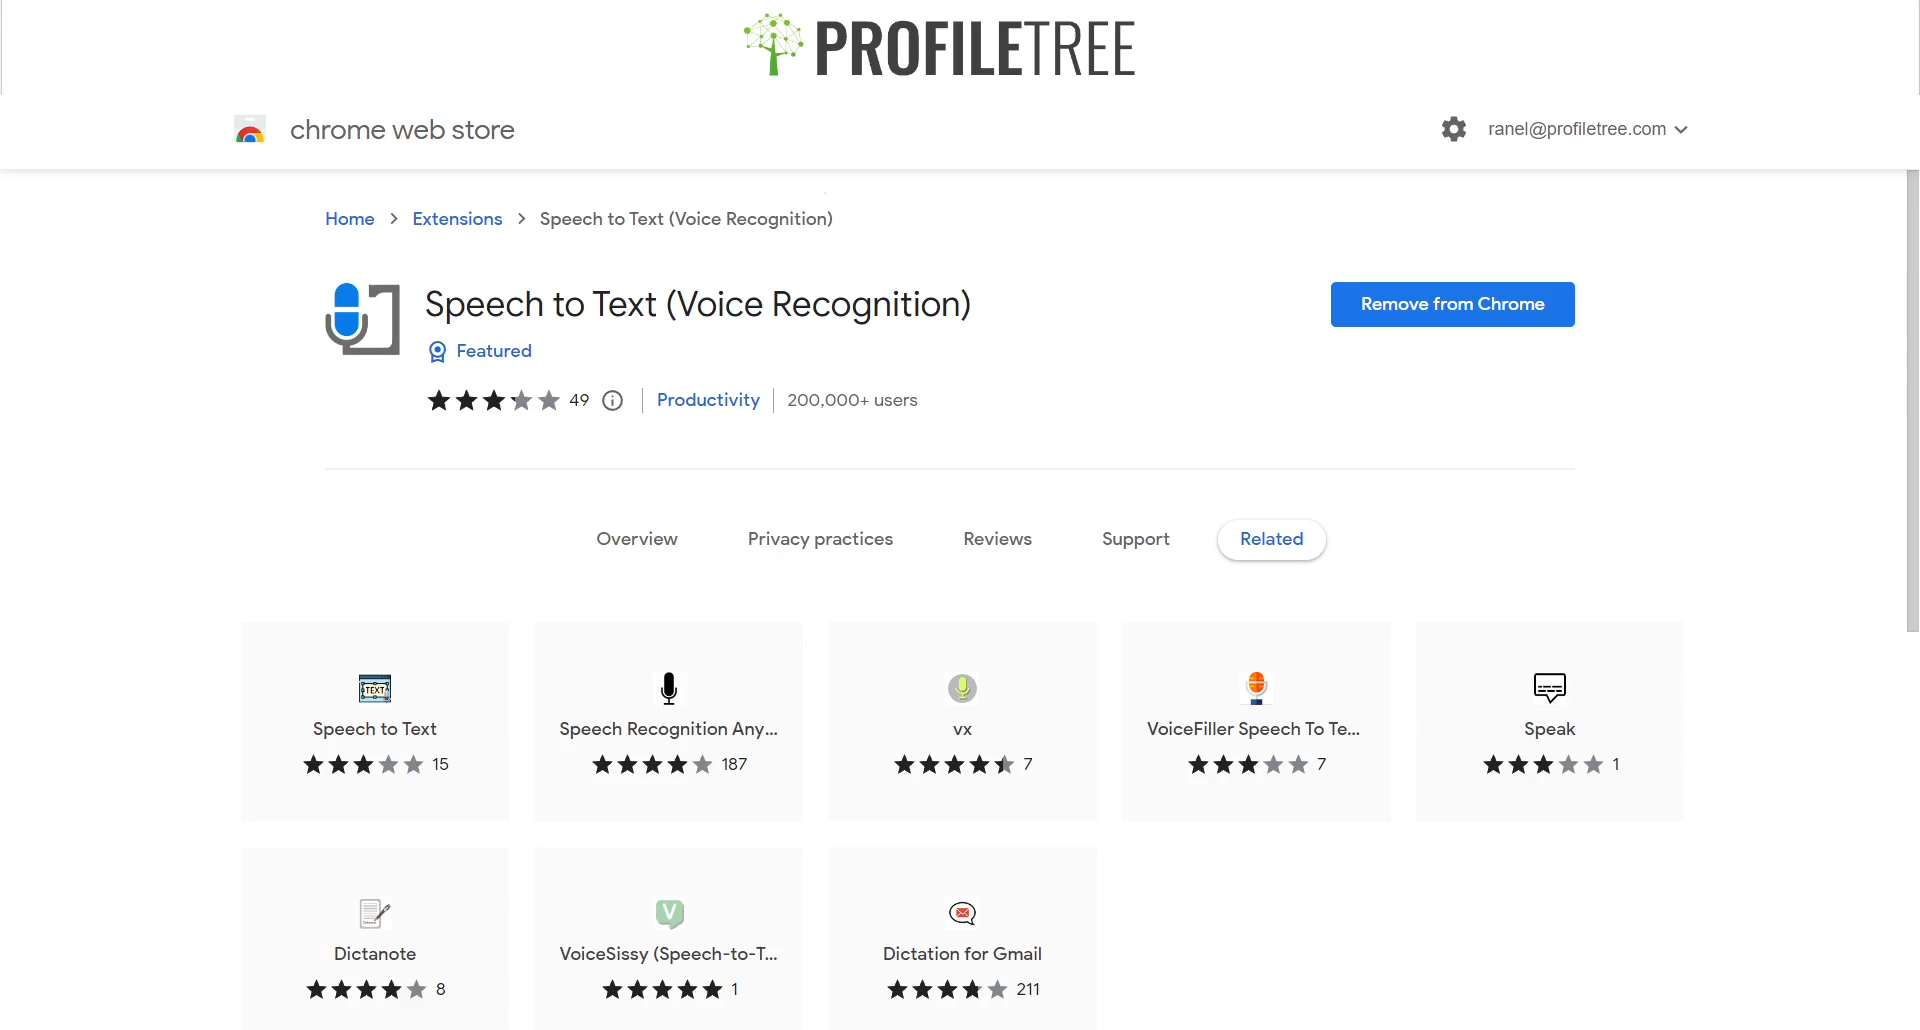 PROFILETREE
chrome web store
ranel@profiletree.com
Home > Extensions > Speech to Text (Voice Recognition)
Speech to Text (Voice Recognition)
Remove from Chrome
Featured
49
Productivity
200,000+ users
Overview
Privacy practices
Reviews
Support
Related
TEXT
Speech to Text
15
Speech Recognition Any...
187
vx
7
VoiceFiller Speech To Te...
7
Speak
1
Dictanote
8
V
VoiceSissy (Speech-to-T...
1
Dictation for Gmail
211